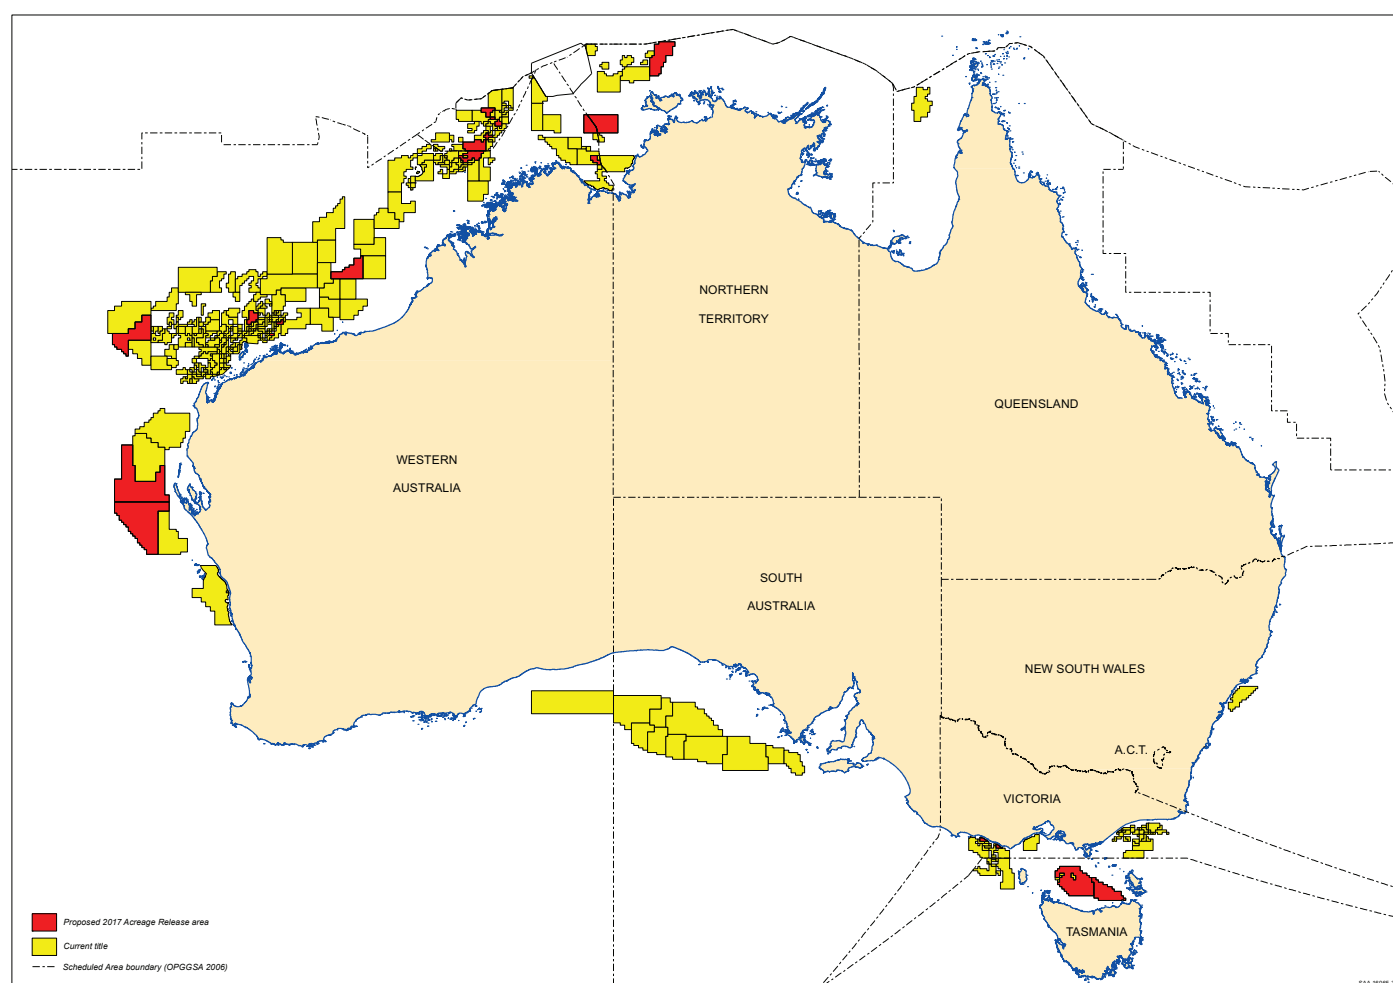 NORTHERN
TERRITORY
QUEENSLAND
WESTERN
AUSTRALIA
SOUTH
AUSTRALIA
NEW SOUTH WALES
A.C.T.
VICTORIA
TASMANIA
Proposed 2017 Acreage Release area
Current title
Scheduled Area boundary (OPGGSA 2006)